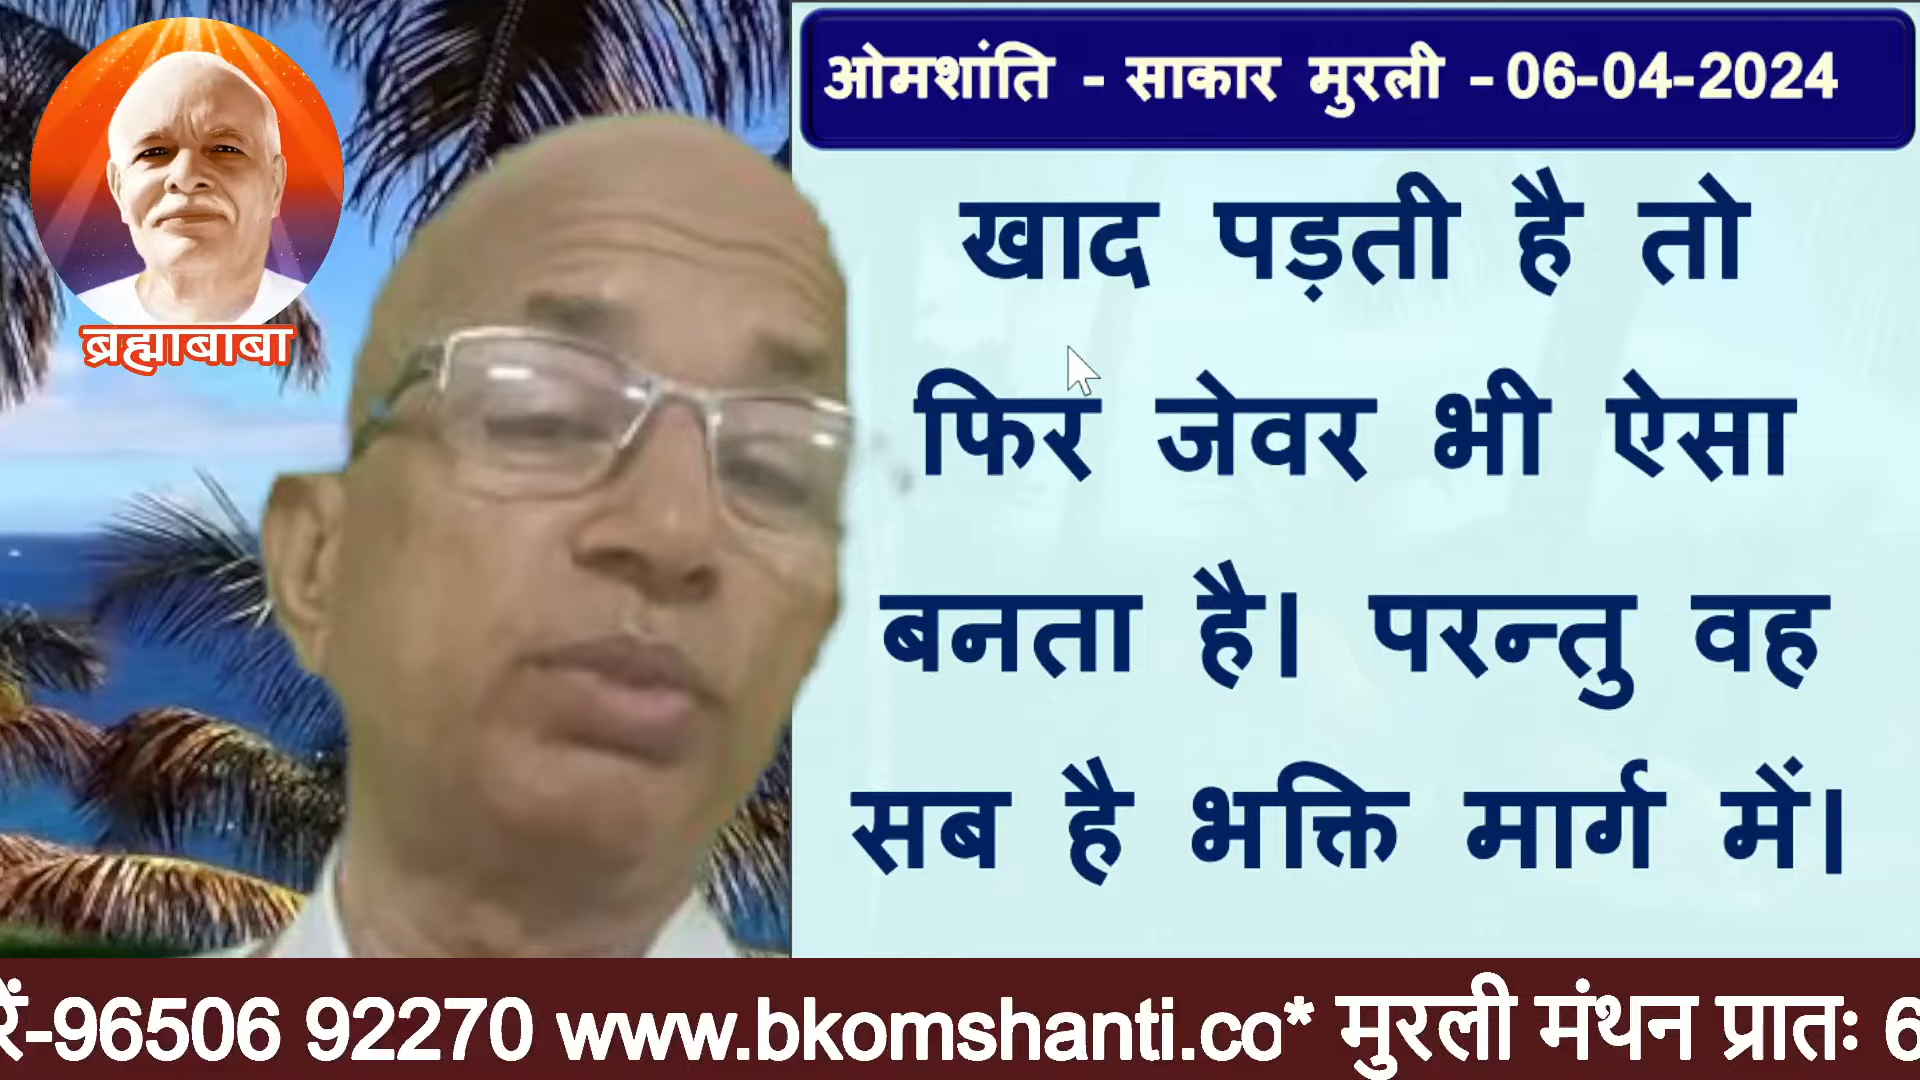 ब्रह्माबाबा
ओमशांति - साकार मुरली - 06-04-2024
खाद पड़ती है तो
फिर जेवर भी ऐसा
बनता है। परन्तु वह
सब है भक्ति मार्ग में।
रें-96506 92270 www.bkomshanti.co* मुरली मंथन प्रातः 6